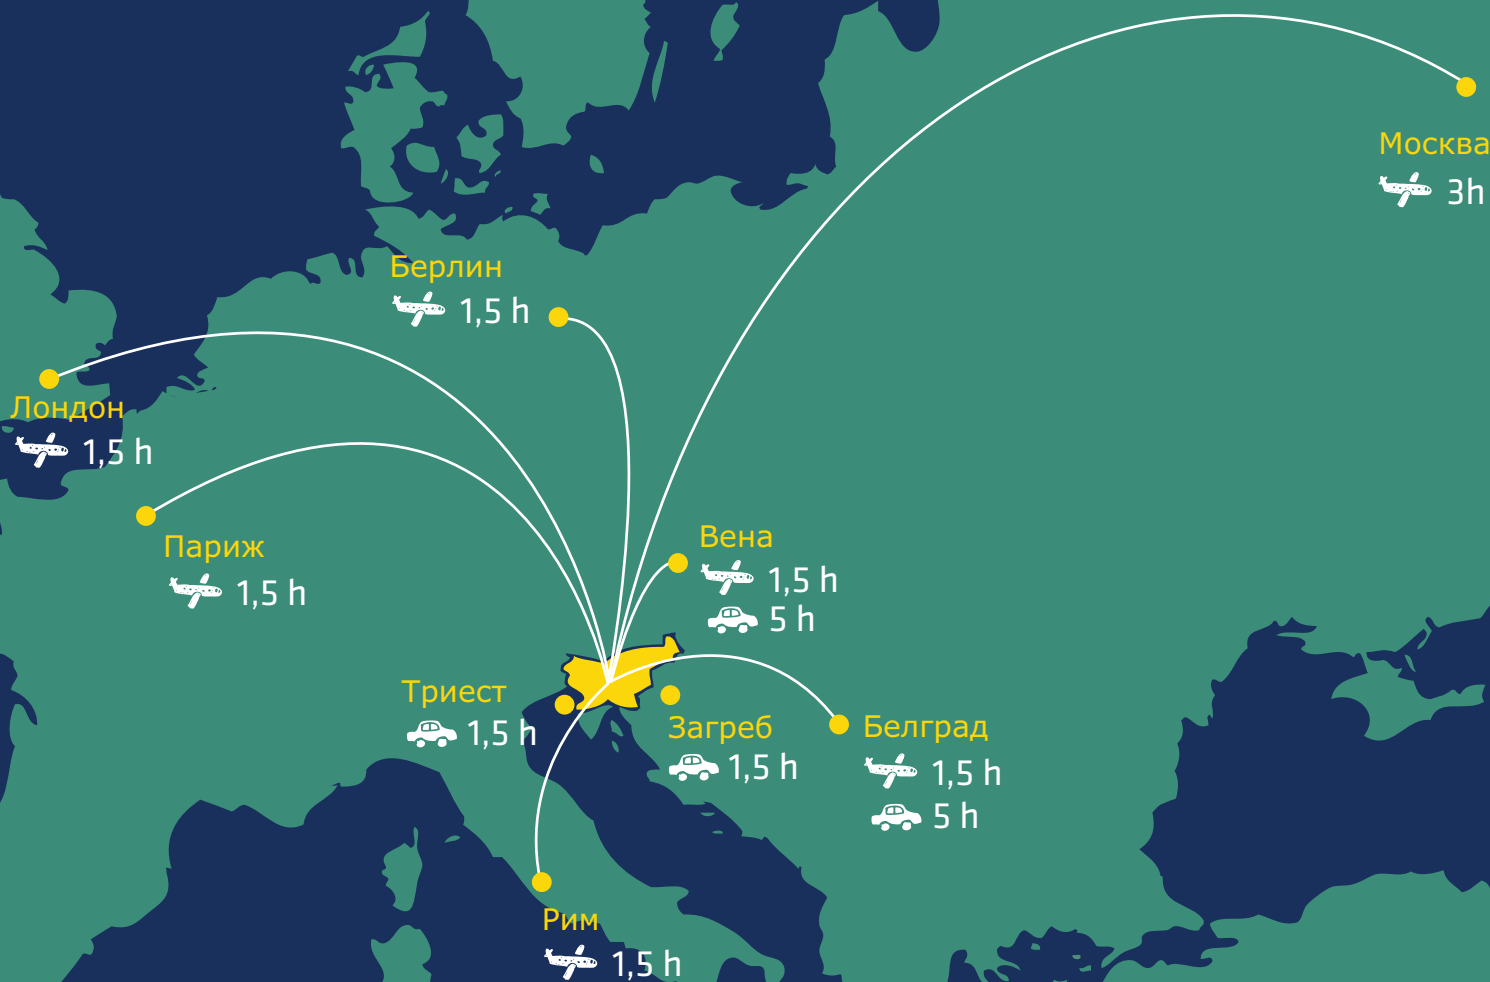 Москва
3h
Берлин
1,5 h
Лондон
1,5 h
Париж
1,5 h
Вена
1,5 h
5 h
Триест
1,5 h
Загреб
1,5 h
Белград
1,5 h
5 h
Рим
1,5 h